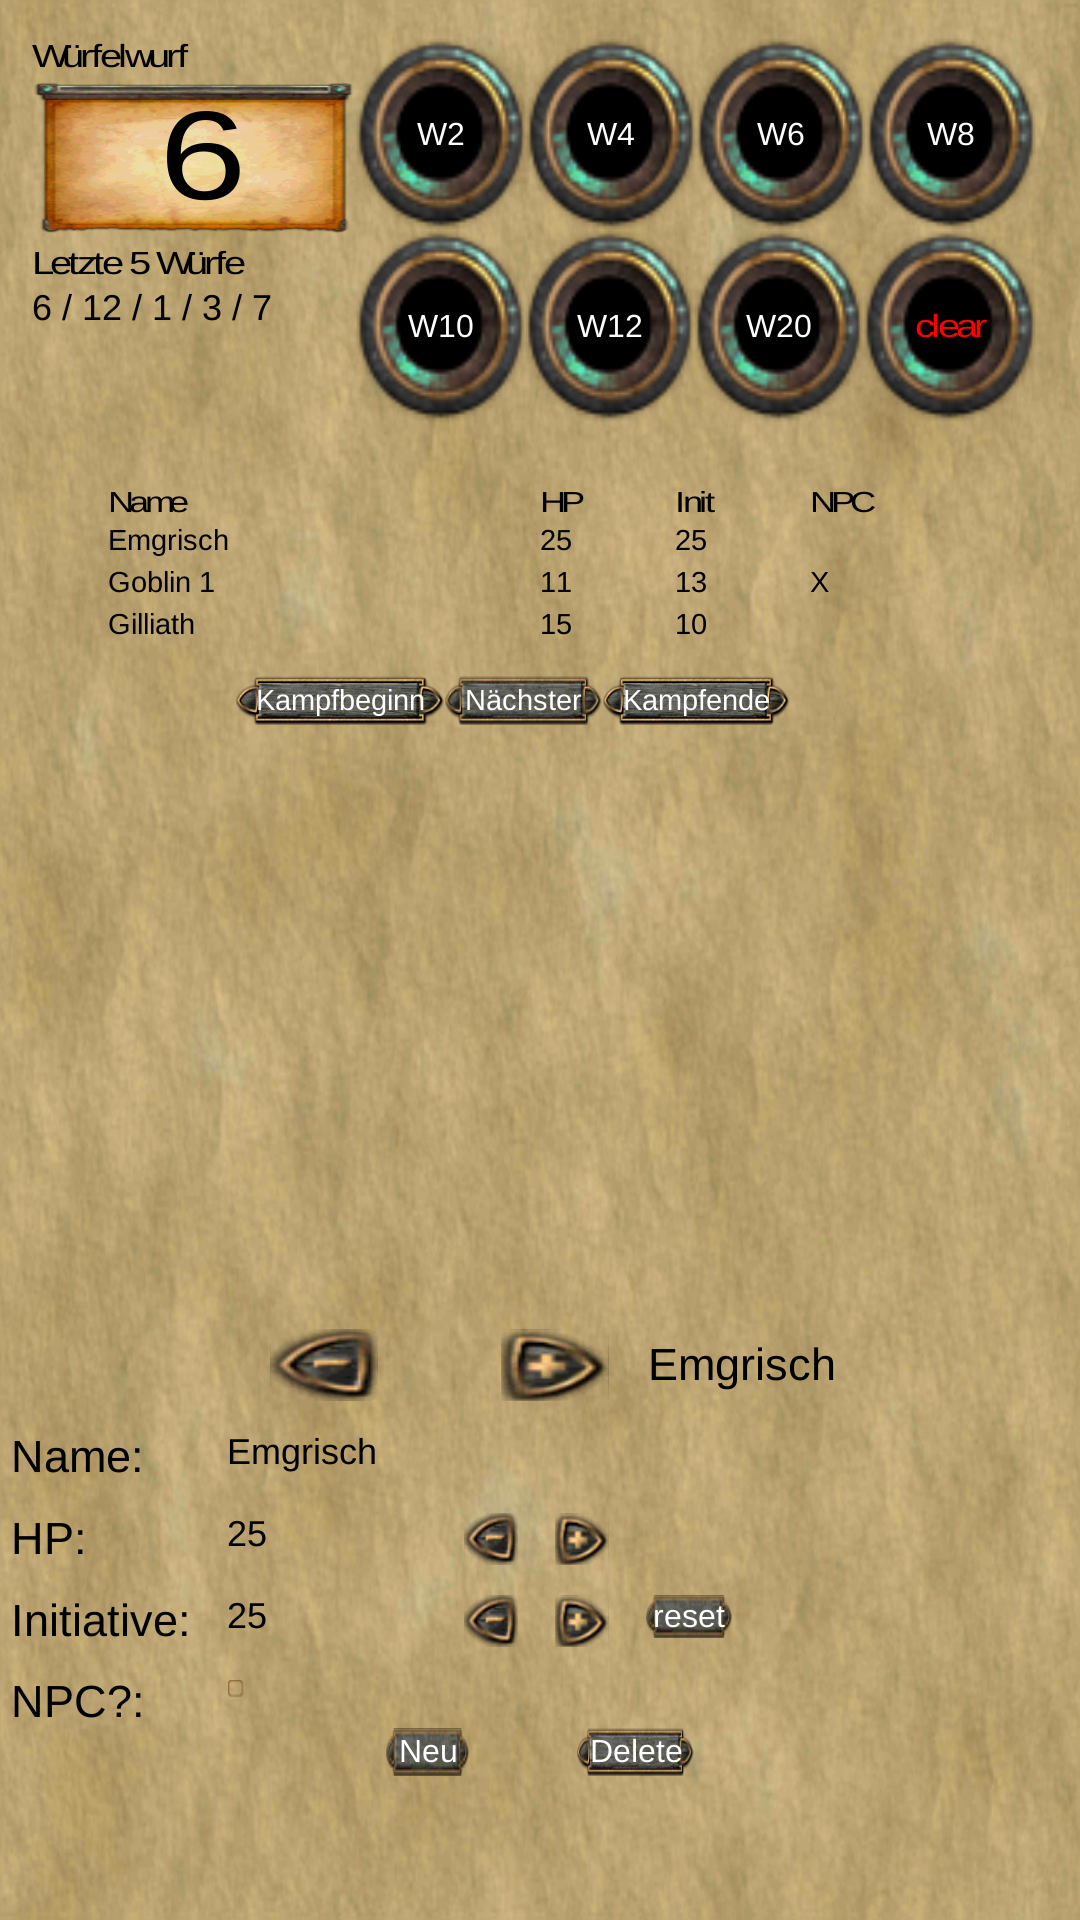 Würfelwurf
6
W2 W4 W6 W8
Letzte 5 Würfe
6 / 12 / 1 / 3 / 7
W10 W12 W20 clear
Name HP Init NPC
Emgrisch 25 25
Goblin 1 11 13 X
Gilliath 15 10
Kampfbeginn Nächster Kampfende
Emgrisch
Name: Emgrisch
HP: 25
Initiative: 25 reset
NPC?:
Neu Delete